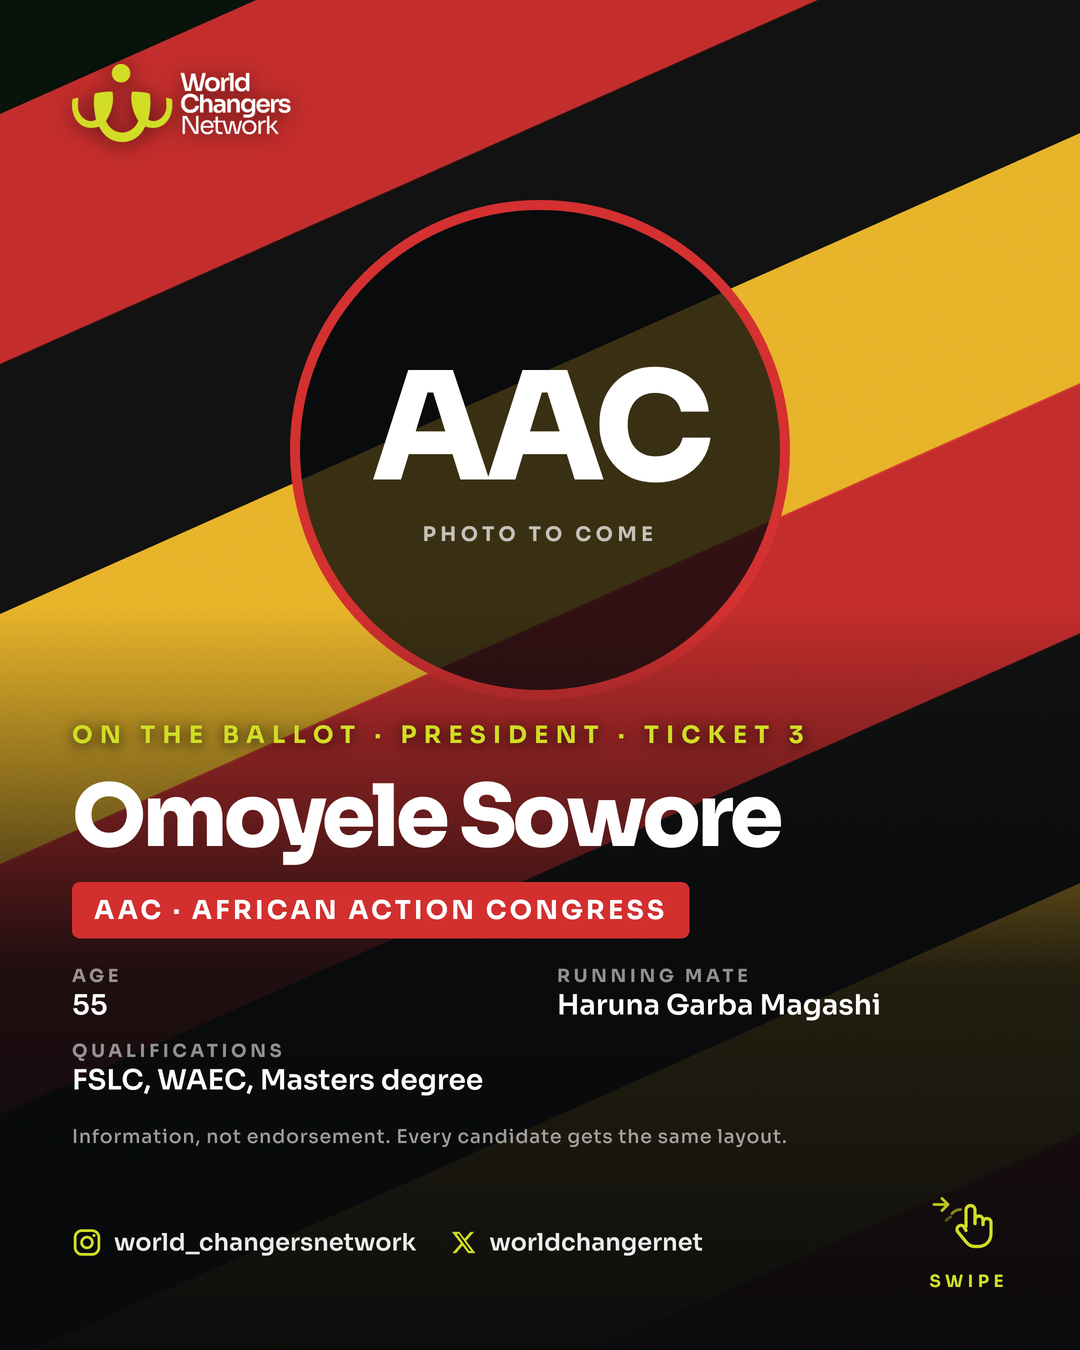 World
Changers
Network
AAC
PHOTO TO COME
ON THE BALLOT · PRESIDENT · TICKET 3
Omoyele Sowore
AAC · AFRICAN ACTION CONGRESS
AGE
55
RUNNING MATE
Haruna Garba Magashi
QUALIFICATIONS
FSLC, WAEC, Masters degree
Information, not endorsement. Every candidate gets the same layout.
world_changersnetwork
worldchangernet
SWIPE